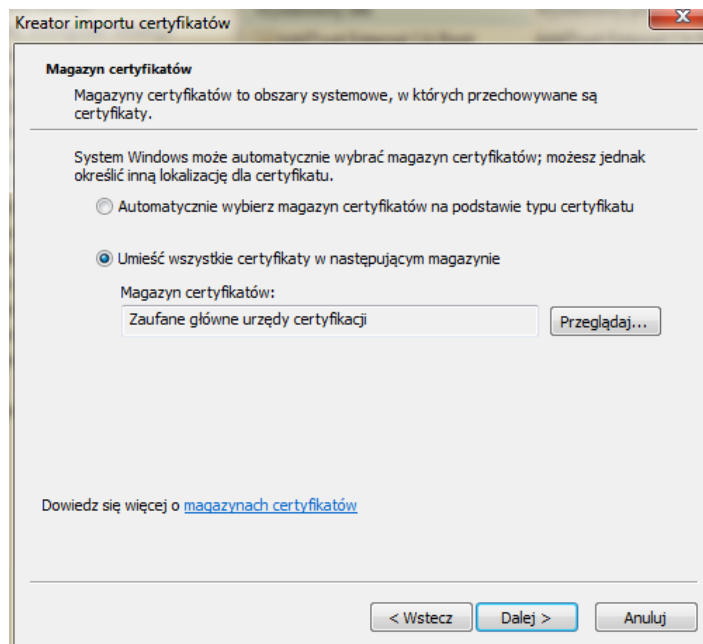 Kreator importu certyfikatów
Magazyn certyfikatów
Magazyny certyfikatów to obszary systemowe, w których przechowywane są
certyfikaty.
System Windows może automatycznie wybrać magazyn certyfikatów; możesz jednak
określić inną lokalizację dla certyfikatu.
Automatycznie wybierz magazyn certyfikatów na podstawie typu certyfikatu
Umieść wszystkie certyfikaty w następującym magazynie
Magazyn certyfikatów:
Zaufane główne urzędy certyfikacji
Przeglądaj...
Dowiedz się więcej o magazynach certyfikatów
< Wstecz
Dalej >
Anuluj